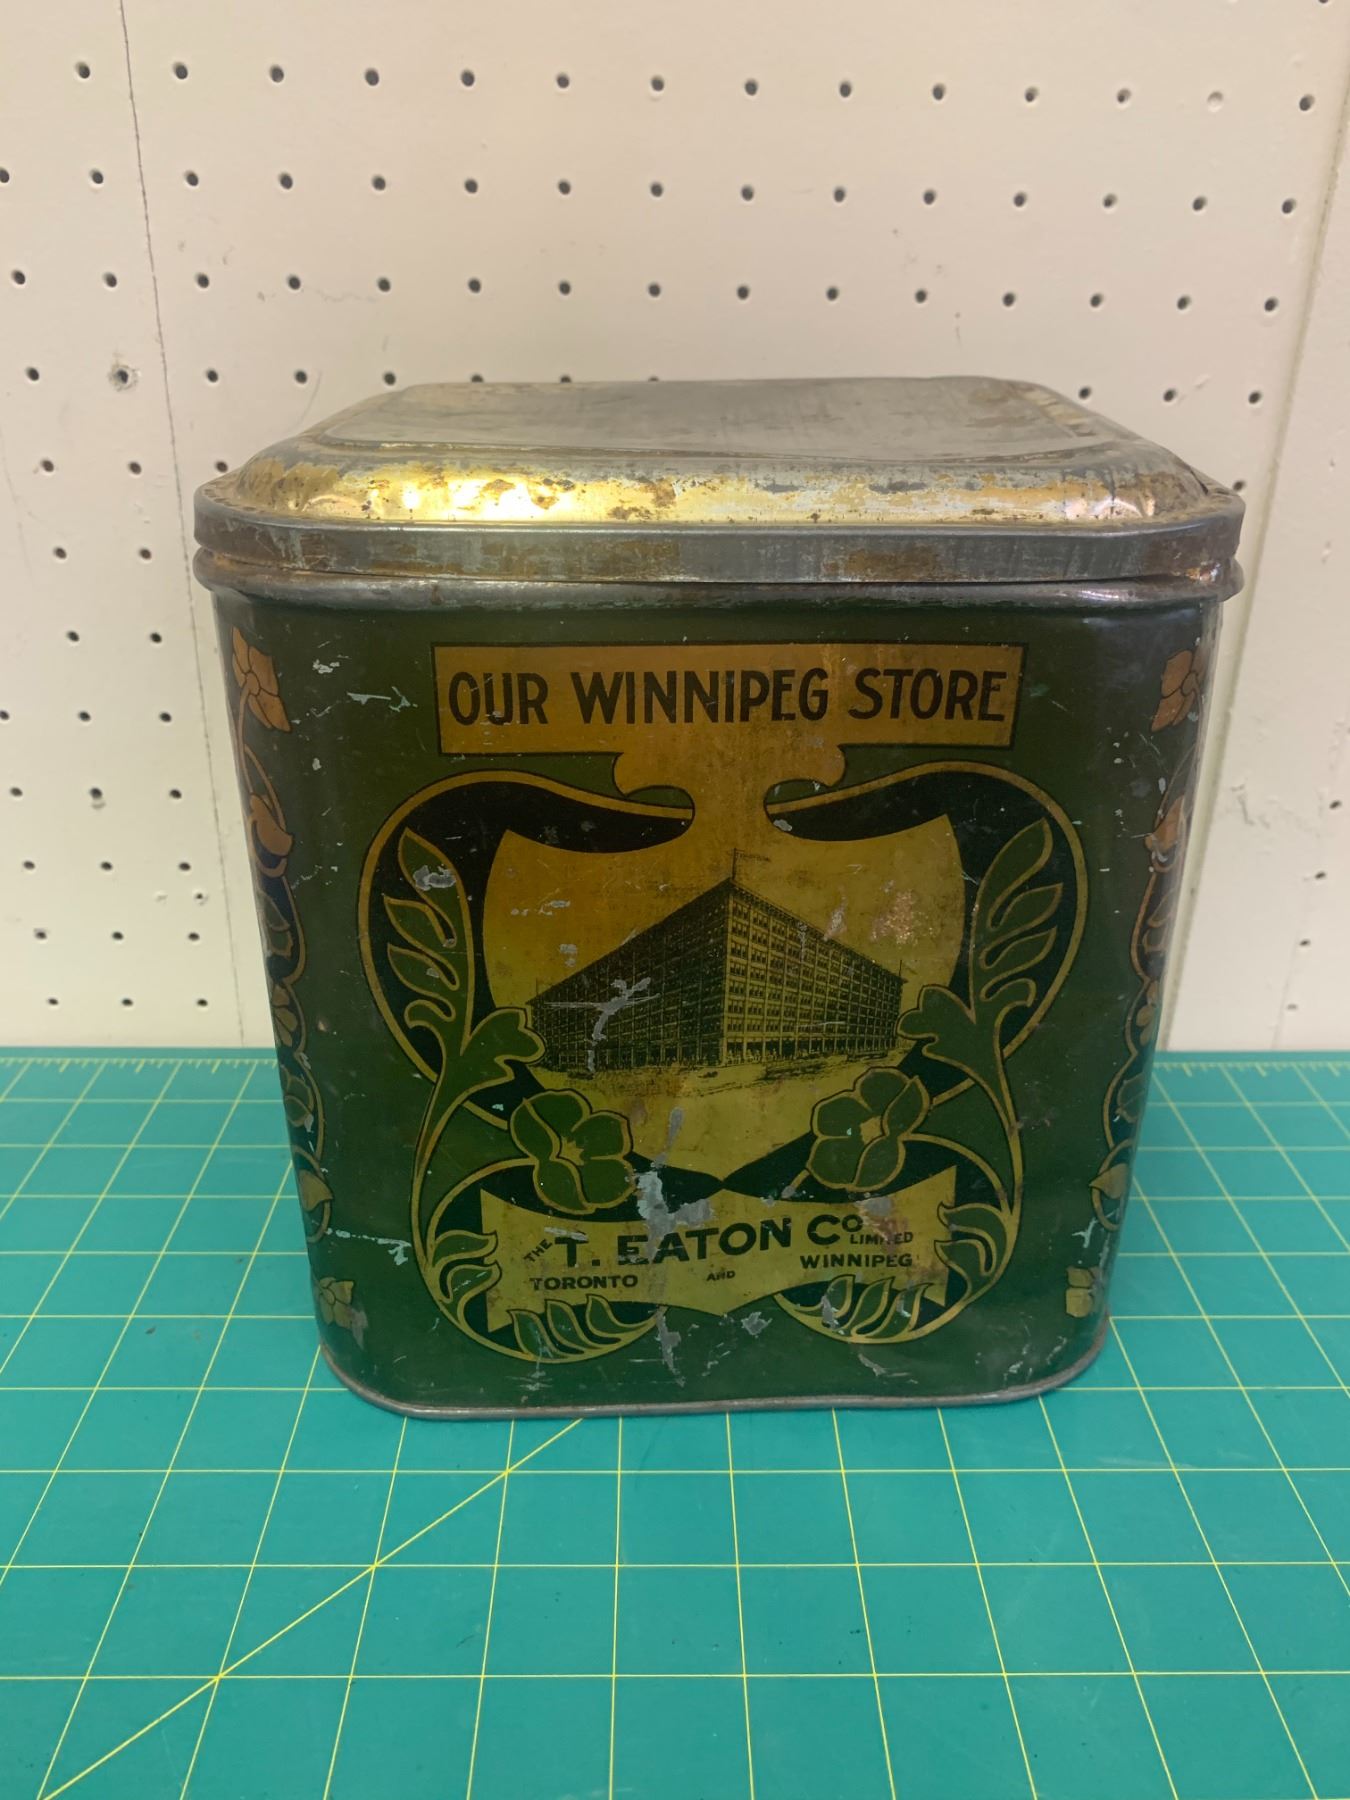 OUR WINNIPEG STORE
THE T. EATON CO LIMITED
TORONTO AND WINNIPEG